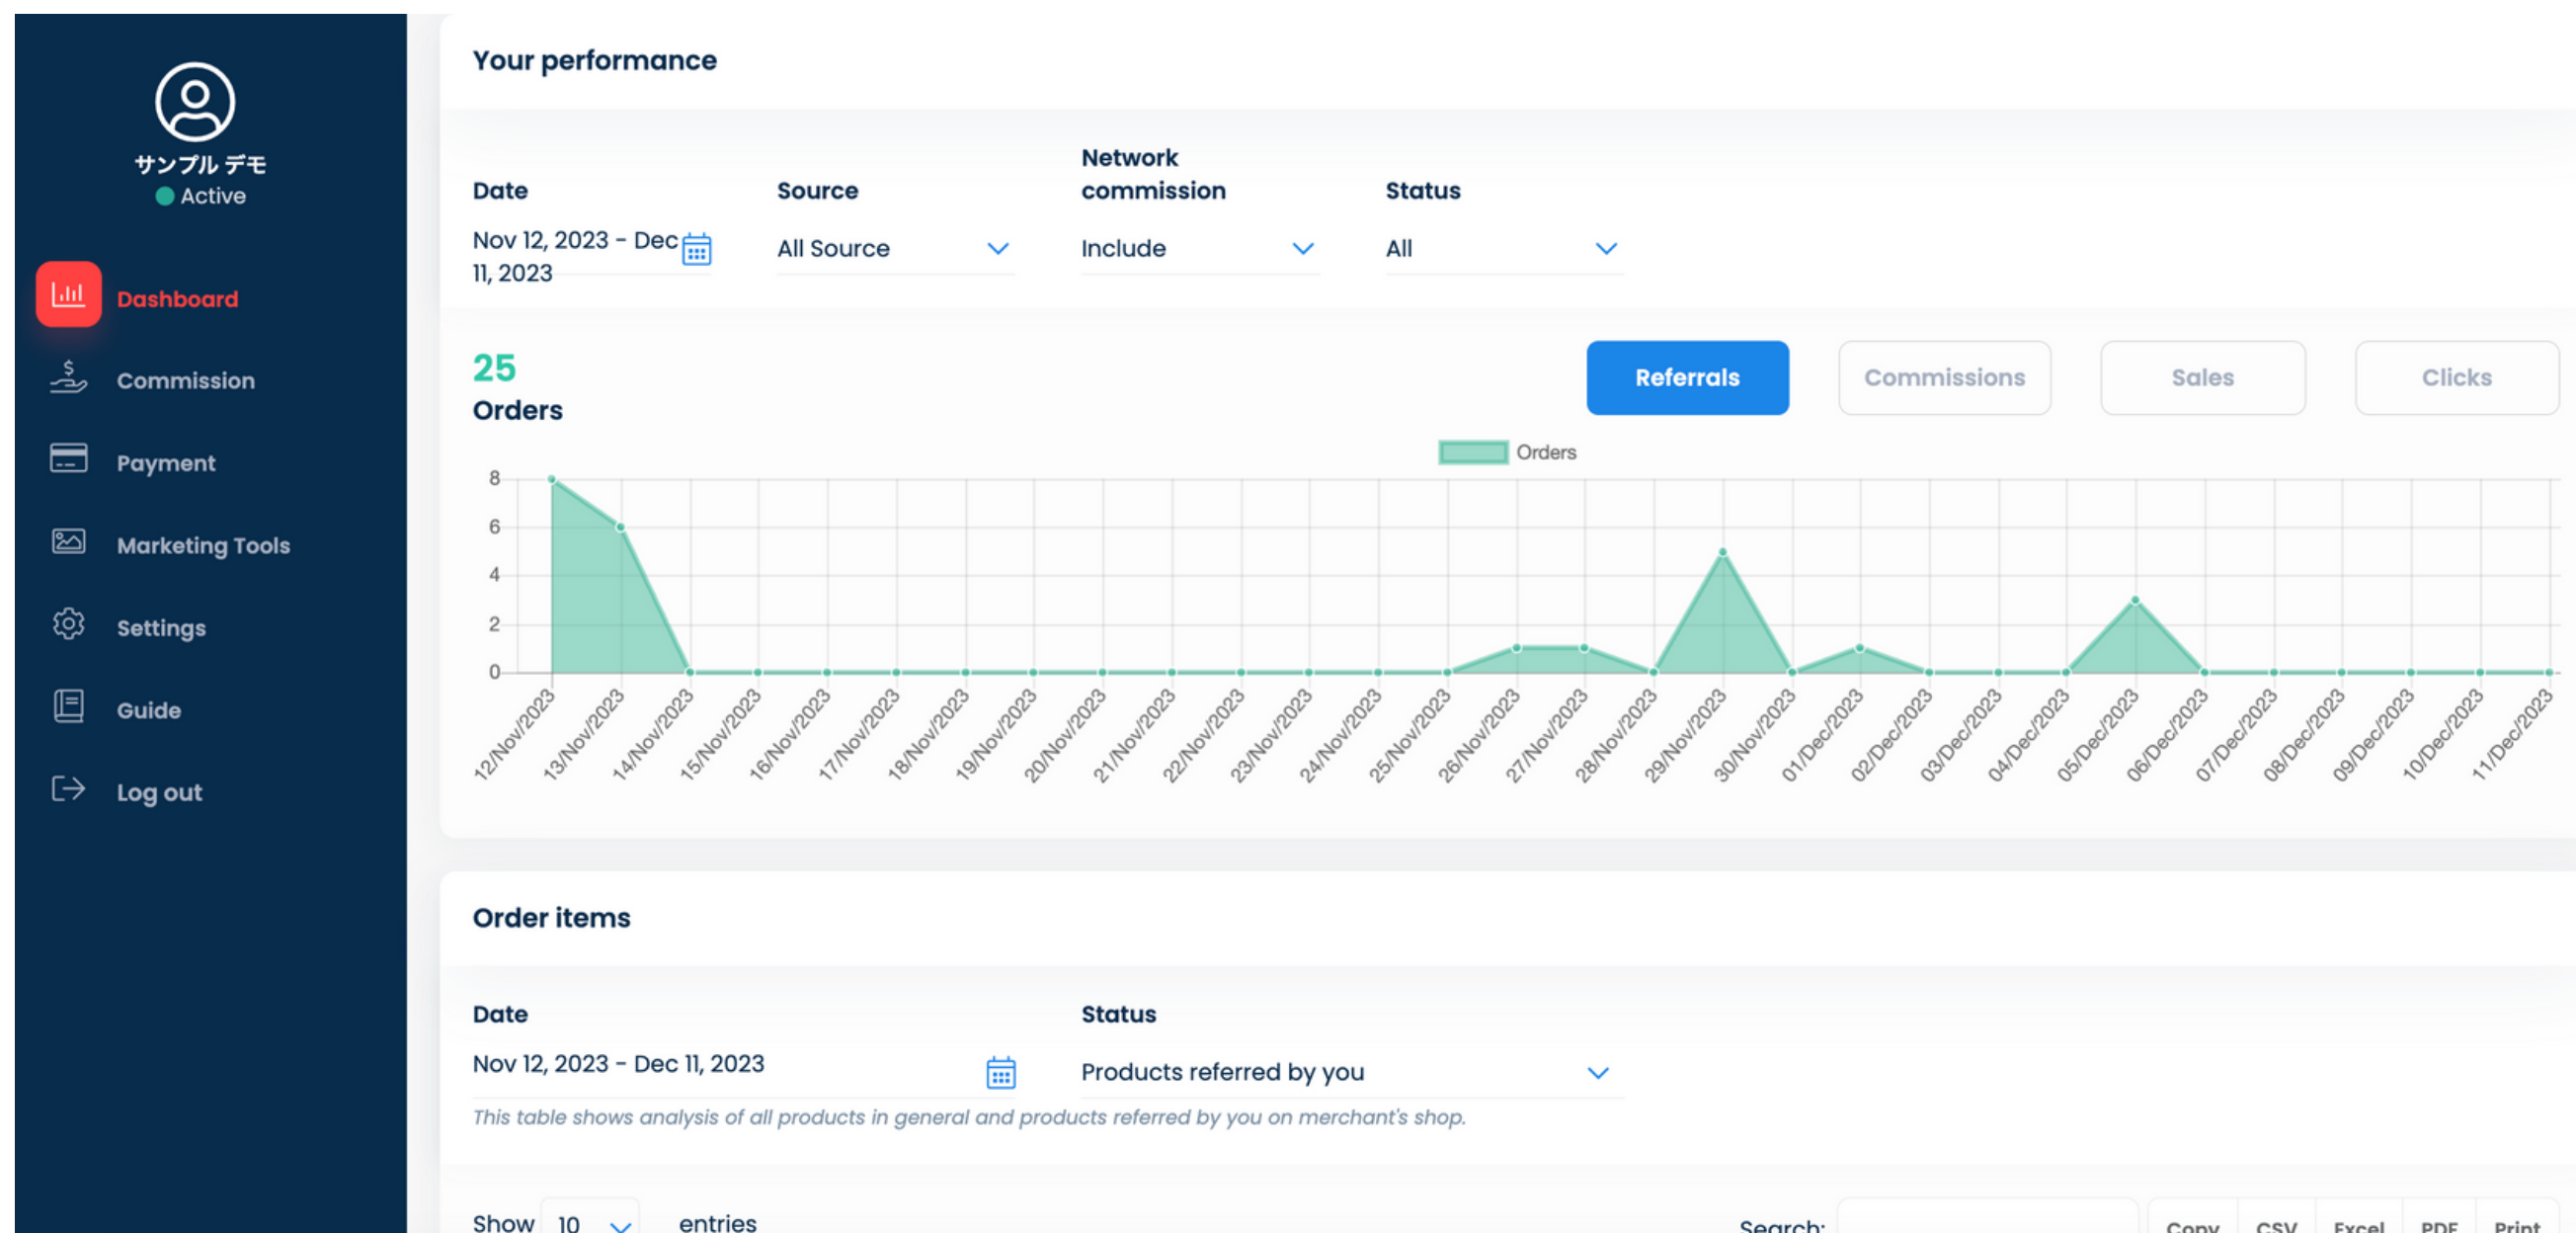 サンプル デモ
Active
Dashboard
Commission
Payment
Marketing Tools
Settings
Guide
Log out
Your performance
Date
Source
Network
commission
Status
Nov 12, 2023 - Dec
11, 2023
All Source
Include
All
25
Orders
Referrals
Commissions
Sales
Clicks
Orders
8
6
4
2
0
12/Nov/2023
13/Nov/2023
14/Nov/2023
15/Nov/2023
16/Nov/2023
17/Nov/2023
18/Nov/2023
19/Nov/2023
20/Nov/2023
21/Nov/2023
22/Nov/2023
23/Nov/2023
24/Nov/2023
25/Nov/2023
26/Nov/2023
27/Nov/2023
28/Nov/2023
29/Nov/2023
30/Nov/2023
01/Dec/2023
02/Dec/2023
03/Dec/2023
04/Dec/2023
05/Dec/2023
06/Dec/2023
07/Dec/2023
08/Dec/2023
09/Dec/2023
10/Dec/2023
11/Dec/2023
Order items
Date
Status
Nov 12, 2023 - Dec 11, 2023
Products referred by you
This table shows analysis of all products in general and products referred by you on merchant's shop.
Show 10 entries
Search:
Copy CSV Excel PDF Print